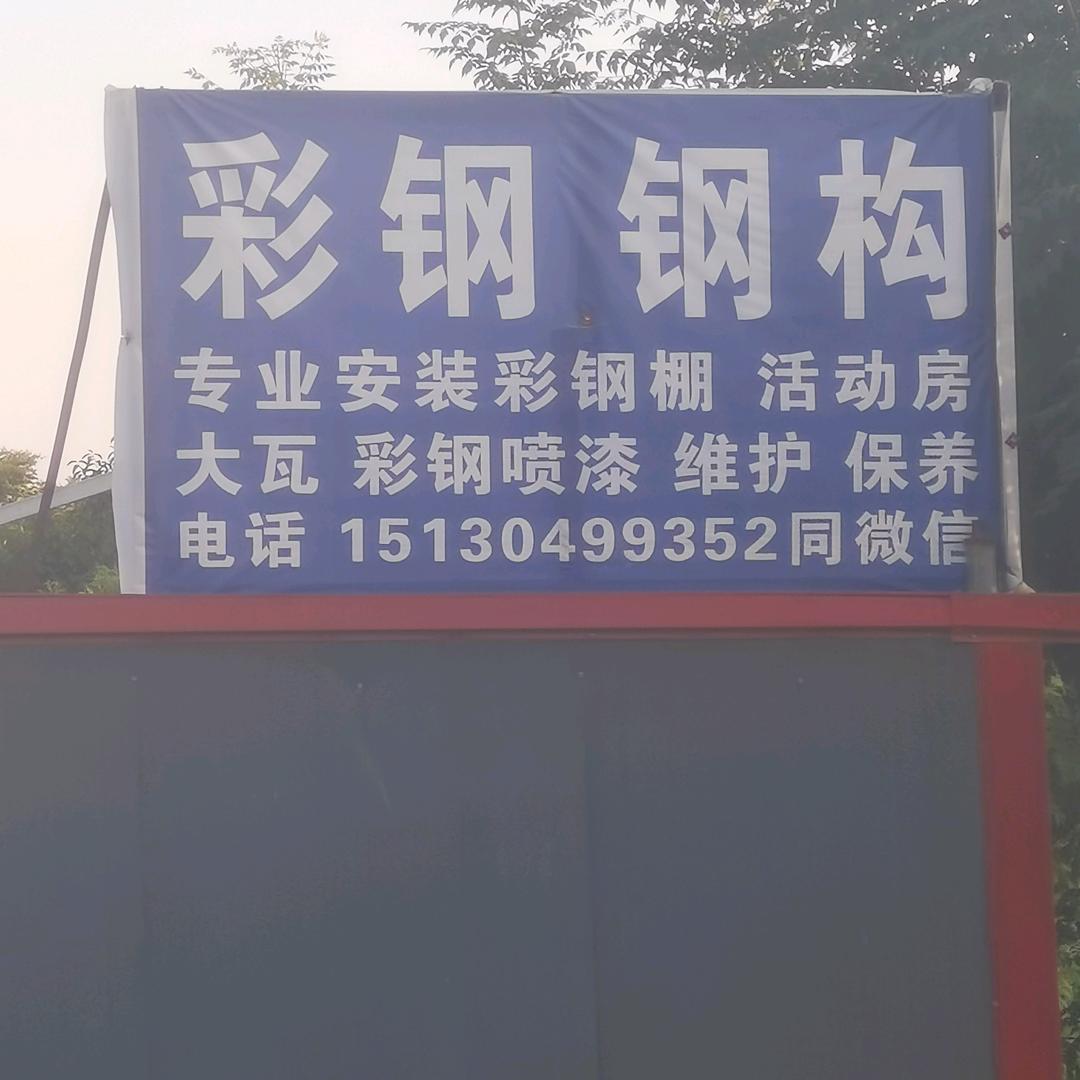 彩钢 钢构
专业安装彩钢棚 活动房
大瓦 彩钢喷漆 维护 保养
电话 15130499352同微信